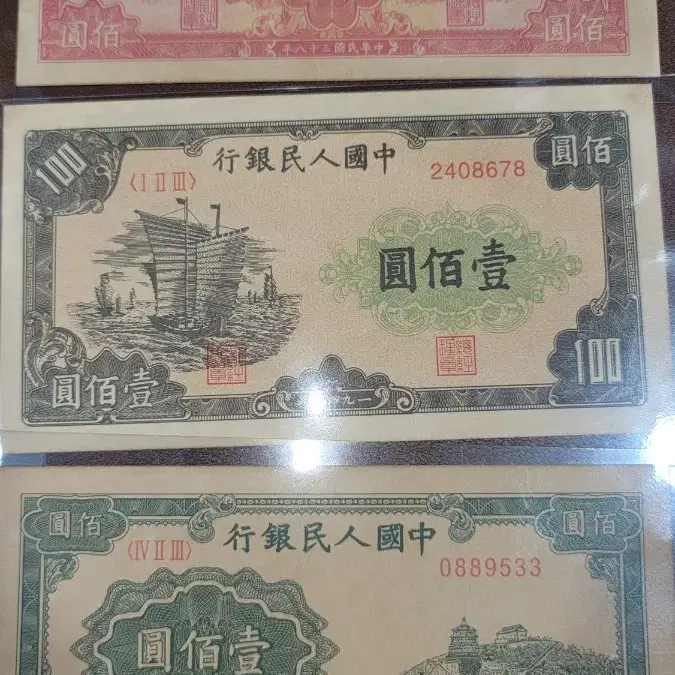 圓佰
圓佰
年八十三國民華中
100
行銀民人國中
圓佰
〈I II III〉
2408678
圓佰壹
圓佰壹
100
一九
圓佰
行銀民人國中
圓佰
〈IV II III〉
0889533
圓佰壹